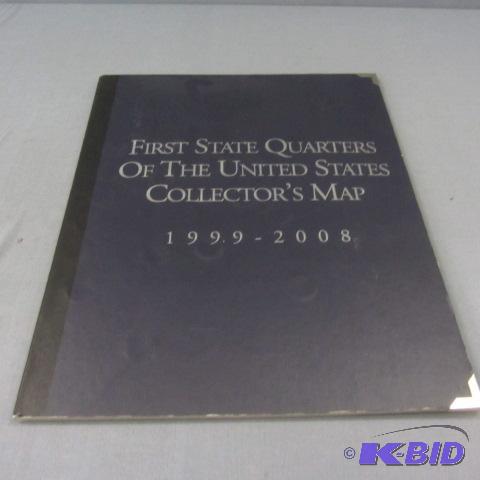 FIRST STATE QUARTERS
OF THE UNITED STATES
COLLECTOR'S MAP
1999-2008
© K-BID